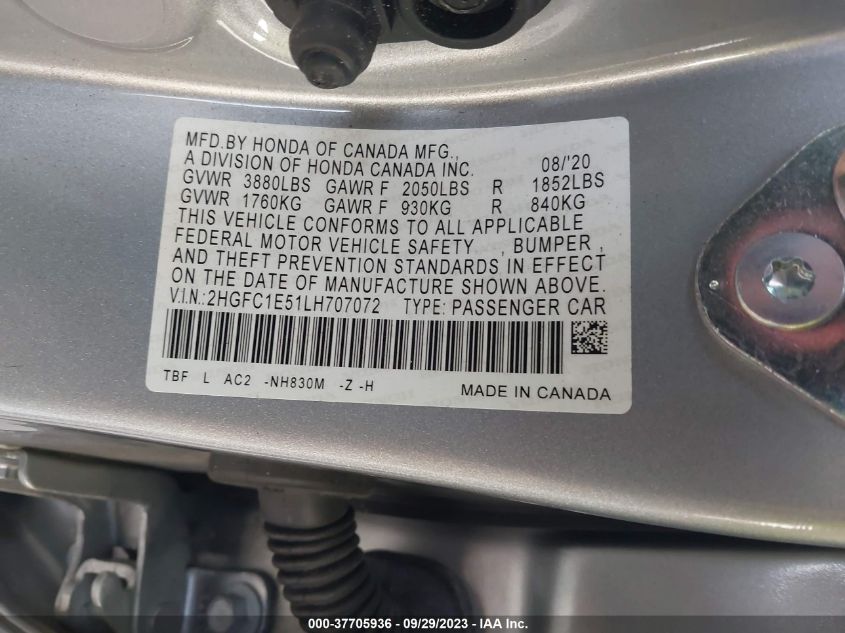 MFD.BY HONDA OF CANADA MFG.,
A DIVISION OF HONDA CANADA INC. 08/'20
GVWR 3880LBS GAWR F 2050LBS R 1852LBS
GVWR 1760KG GAWR F 930KG R 840KG
THIS VEHICLE CONFORMS TO ALL APPLICABLE
FEDERAL MOTOR VEHICLE SAFETY , BUMPER ,
AND THEFT PREVENTION STANDARDS IN EFFECT
ON THE DATE OF MANUFACTURE SHOWN ABOVE.
V.I.N.:2HGFC1E51LH707072 TYPE: PASSENGER CAR
TBF L AC2 -NH830M -Z -H MADE IN CANADA
000-37705936 - 09/29/2023 - IAA Inc.